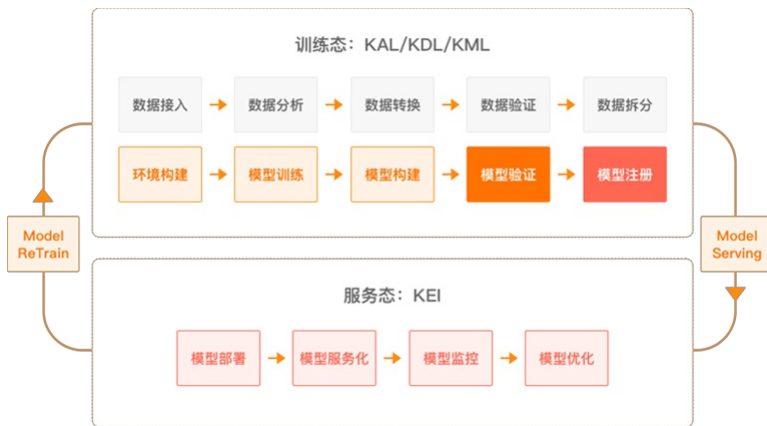 训练态：KAL/KDL/KML
数据接入
数据分析
数据转换
数据验证
数据拆分
环境构建
模型训练
模型构建
模型验证
模型注册
Model
ReTrain
Model
Serving
服务态：KEI
模型部署
模型服务化
模型监控
模型优化